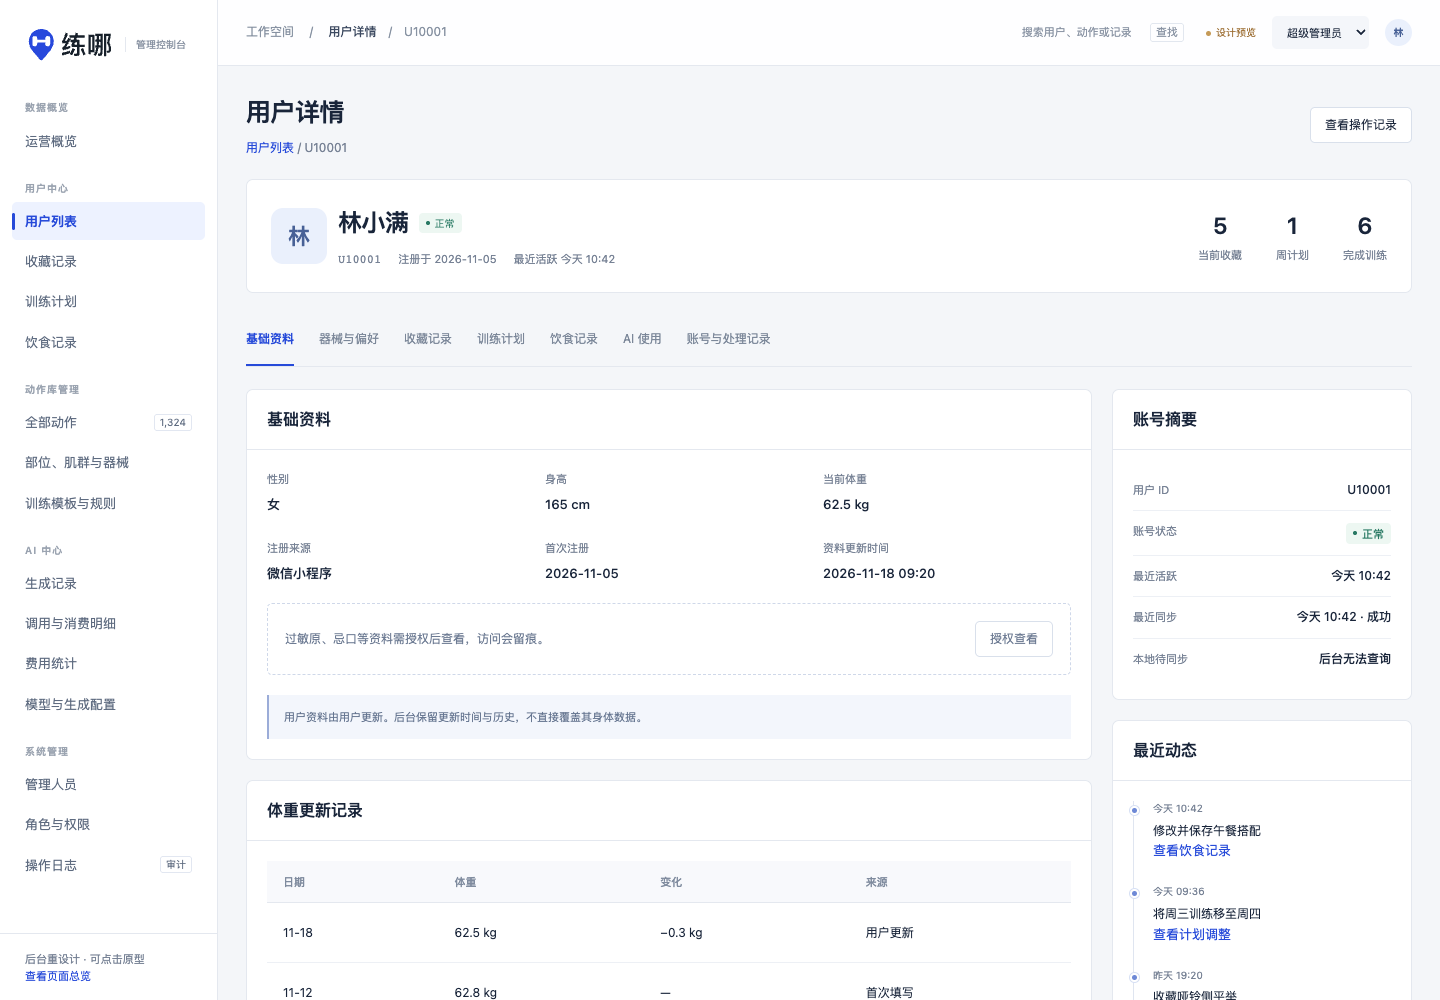 练哪 管理控制台
数据概览
运营概览
用户中心
用户列表
收藏记录
训练计划
饮食记录
动作库管理
全部动作 1,324
部位、肌群与器械
训练模板与规则
AI 中心
生成记录
调用与消费明细
费用统计
模型与生成配置
系统管理
管理人员
角色与权限
操作日志 审计
后台重设计 · 可点击原型
查看页面总览
工作空间 / 用户详情 / U10001
搜索用户、动作或记录 查找 设计预览 超级管理员 林
用户详情
用户列表 / U10001
查看操作记录
林 林小满 正常
U10001 注册于 2026-11-05 最近活跃 今天 10:42
5 1 6
当前收藏 周计划 完成训练
基础资料 器械与偏好 收藏记录 训练计划 饮食记录 AI 使用 账号与处理记录
基础资料
性别 身高 当前体重
女 165 cm 62.5 kg
注册来源 首次注册 资料更新时间
微信小程序 2026-11-05 2026-11-18 09:20
过敏原、忌口等资料需授权后查看，访问会留痕。 授权查看
用户资料由用户更新。后台保留更新时间与历史，不直接覆盖其身体数据。
体重更新记录
日期 体重 变化 来源
11-18 62.5 kg −0.3 kg 用户更新
11-12 62.8 kg — 首次填写
账号摘要
用户 ID U10001
账号状态 正常
最近活跃 今天 10:42
最近同步 今天 10:42 · 成功
本地待同步 后台无法查询
最近动态
今天 10:42
修改并保存午餐搭配
查看饮食记录
今天 09:36
将周三训练移至周四
查看计划调整
昨天 19:20
收藏哑铃侧平举